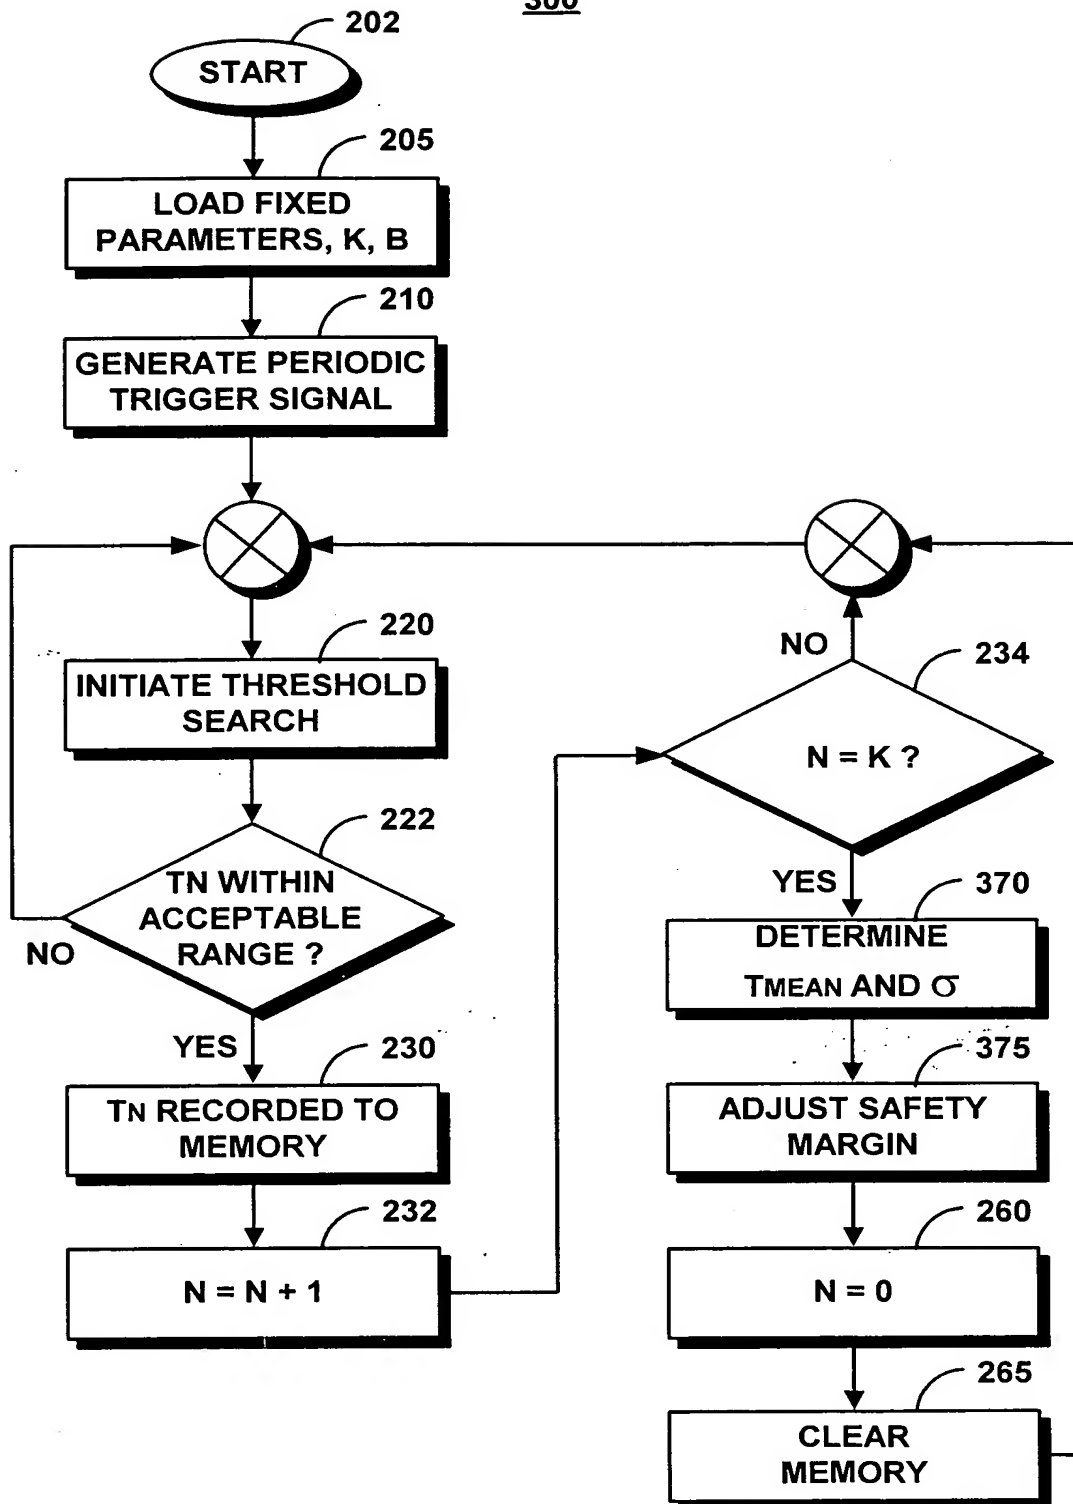 300
202
START
205
LOAD FIXED
PARAMETERS, K, B
210
GENERATE PERIODIC
TRIGGER SIGNAL
220
INITIATE THRESHOLD
SEARCH
222
TN WITHIN
ACCEPTABLE
RANGE ?
NO
YES
230
TN RECORDED TO
MEMORY
232
N = N + 1
NO
234
N = K ?
YES
370
DETERMINE
TMEAN AND σ
375
ADJUST SAFETY
MARGIN
260
N = 0
265
CLEAR
MEMORY